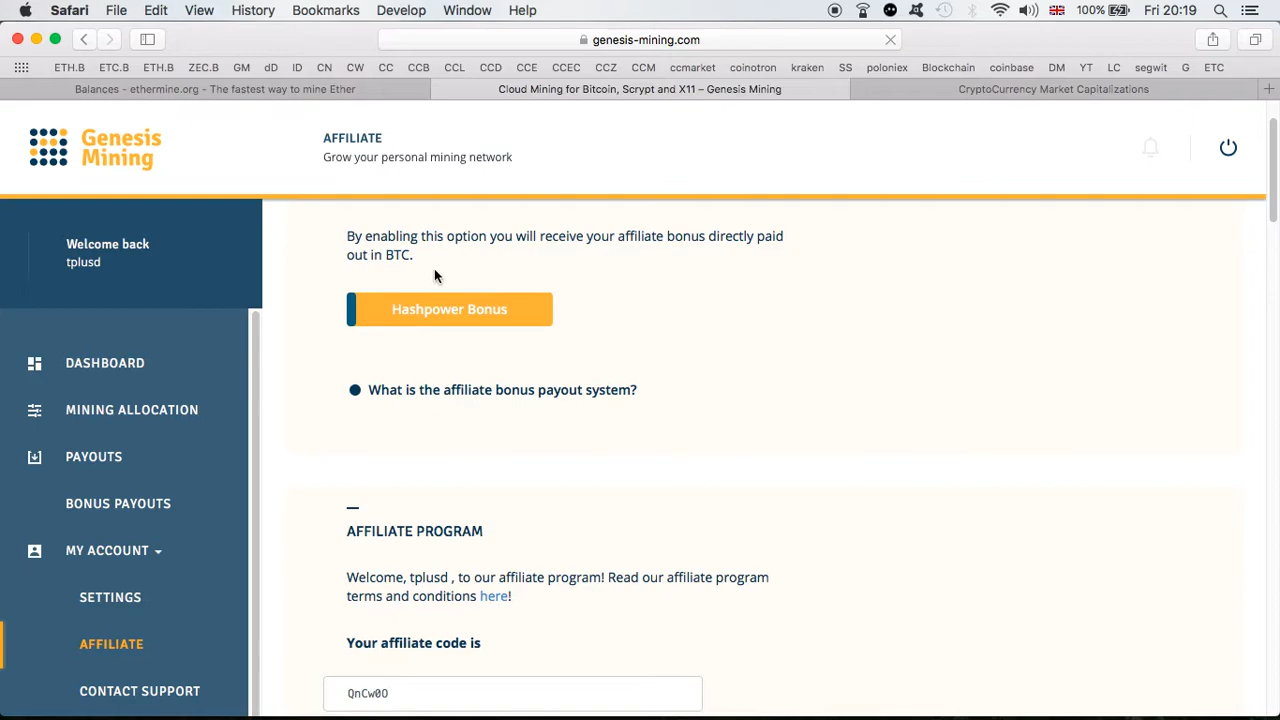 Safari File Edit View History Bookmarks Develop Window Help 100% Fri 20:19
genesis-mining.com
ETH.B ETC.B ETH.B ZEC.B GM dD ID CN CW CC CCB CCL CCD CCE CCEC CCZ CCM ccmarket coinotron kraken SS poloniex Blockchain coinbase DM YT LC segwit G ETC
Balances - ethermine.org - The fastest way to mine Ether Cloud Mining for Bitcoin, Scrypt and X11 – Genesis Mining CryptoCurrency Market Capitalizations
Genesis
Mining
AFFILIATE
Grow your personal mining network
Welcome back
tplusd
DASHBOARD
MINING ALLOCATION
PAYOUTS
BONUS PAYOUTS
MY ACCOUNT
SETTINGS
AFFILIATE
CONTACT SUPPORT
By enabling this option you will receive your affiliate bonus directly paid
out in BTC.
Hashpower Bonus
What is the affiliate bonus payout system?
AFFILIATE PROGRAM
Welcome, tplusd , to our affiliate program! Read our affiliate program
terms and conditions here!
Your affiliate code is
QnCw0O